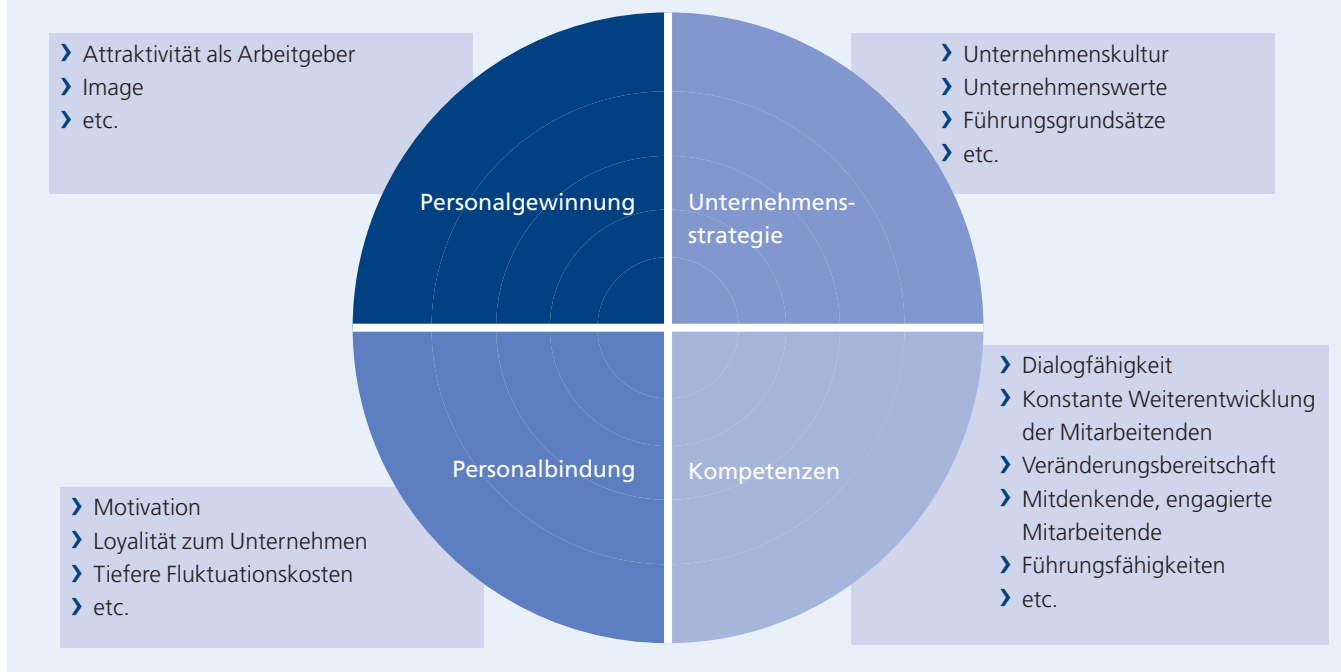 ❯ Attraktivität als Arbeitgeber
❯ Image
❯ etc.
❯ Unternehmenskultur
❯ Unternehmenswerte
❯ Führungsgrundsätze
❯ etc.
Personalgewinnung
Unternehmens-
strategie
Personalbindung
Kompetenzen
❯ Motivation
❯ Loyalität zum Unternehmen
❯ Tiefere Fluktuationskosten
❯ etc.
❯ Dialogfähigkeit
❯ Konstante Weiterentwicklung
der Mitarbeitenden
❯ Veränderungsbereitschaft
❯ Mitdenkende, engagierte
Mitarbeitende
❯ Führungsfähigkeiten
❯ etc.